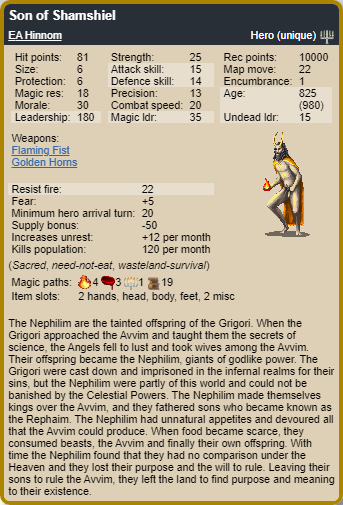 Son of Shamshiel
EA Hinnom Hero (unique)
Hit points: 81 Strength: 25 Rec points: 10000
Size: 6 Attack skill: 15 Map move: 22
Protection: 6 Defence skill: 14 Encumbrance: 1
Magic res: 18 Precision: 13 Age: 825
Morale: 30 Combat speed: 20 (980)
Leadership: 180 Magic ldr: 35 Undead ldr: 15
Weapons:
Flaming Fist
Golden Horns
Resist fire: 22
Fear: +5
Minimum hero arrival turn: 20
Supply bonus: -50
Increases unrest: +12 per month
Kills population: 120 per month
(Sacred, need-not-eat, wasteland-survival)
Magic paths: 4 3 1 19
Item slots: 2 hands, head, body, feet, 2 misc
The Nephilim are the tainted offspring of the Grigori. When the
Grigori approached the Avvim and taught them the secrets of
science, the Angels fell to lust and took wives among the Avvim.
Their offspring became the Nephilim, giants of godlike power. The
Grigori were cast down and imprisoned in the infernal realms for their
sins, but the Nephilim were partly of this world and could not be
banished by the Celestial Powers. The Nephilim made themselves
kings over the Avvim, and they fathered sons who became known as
the Rephaim. The Nephilim had unnatural appetites and devoured all
that the Avvim could produce. When food became scarce, they
consumed beasts, the Avvim and finally their own offspring. With
time the Nephilim found that they had no comparison under the
Heaven and they lost their purpose and the will to rule. Leaving their
sons to rule the Avvim, they left the land to find purpose and meaning
to their existence.